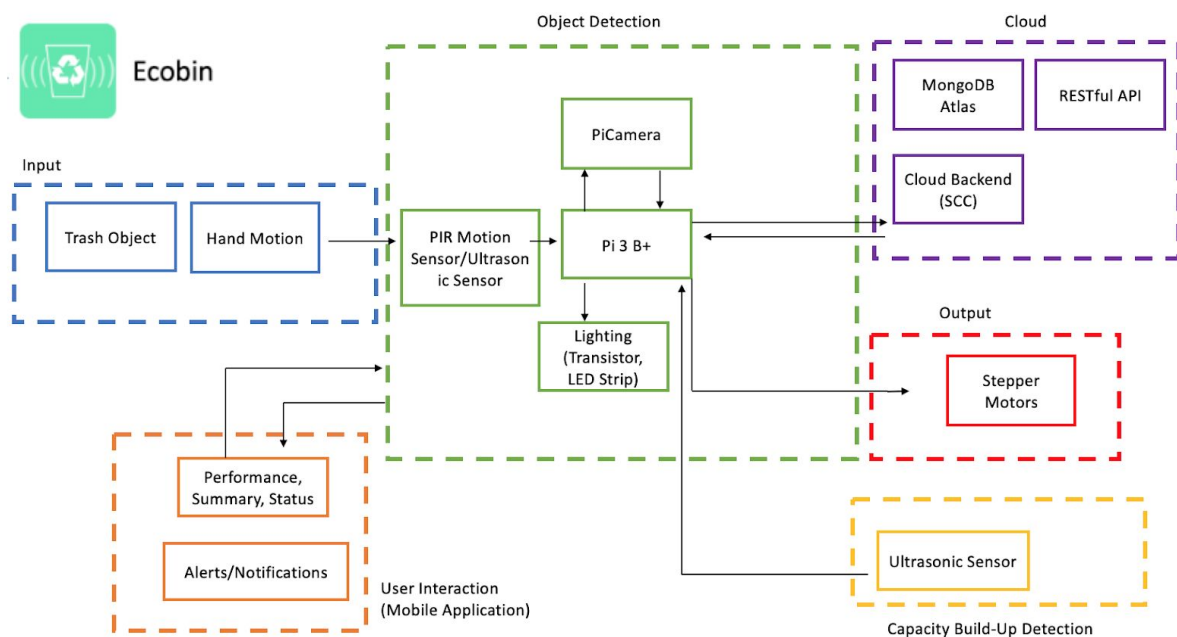 Ecobin
Input
Trash Object
Hand Motion
Object Detection
PiCamera
PIR Motion
Sensor/Ultrason
ic Sensor
Pi 3 B+
Lighting
(Transistor,
LED Strip)
Cloud
MongoDB
Atlas
RESTful API
Cloud Backend
(SCC)
Output
Stepper
Motors
Performance,
Summary, Status
Alerts/Notifications
User Interaction
(Mobile Application)
Ultrasonic Sensor
Capacity Build-Up Detection